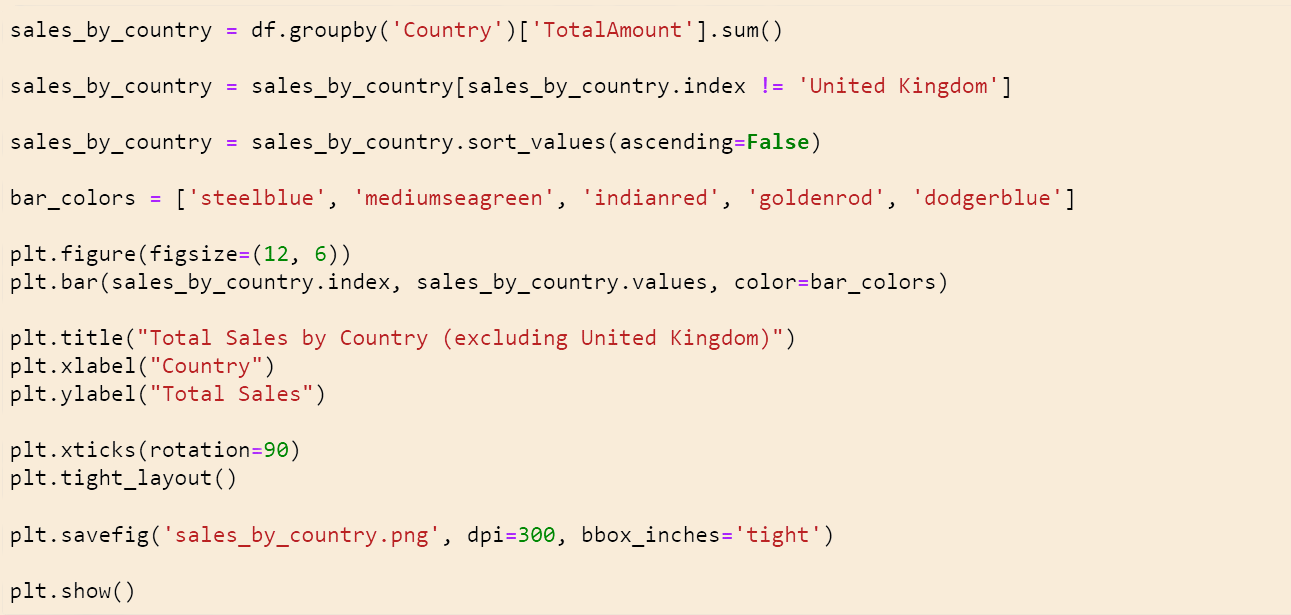 sales_by_country = df.groupby('Country')['TotalAmount'].sum()
sales_by_country = sales_by_country[sales_by_country.index != 'United Kingdom']
sales_by_country = sales_by_country.sort_values(ascending=False)
bar_colors = ['steelblue', 'mediumseagreen', 'indianred', 'goldenrod', 'dodgerblue']
plt.figure(figsize=(12, 6))
plt.bar(sales_by_country.index, sales_by_country.values, color=bar_colors)
plt.title("Total Sales by Country (excluding United Kingdom)")
plt.xlabel("Country")
plt.ylabel("Total Sales")
plt.xticks(rotation=90)
plt.tight_layout()
plt.savefig('sales_by_country.png', dpi=300, bbox_inches='tight')
plt.show()